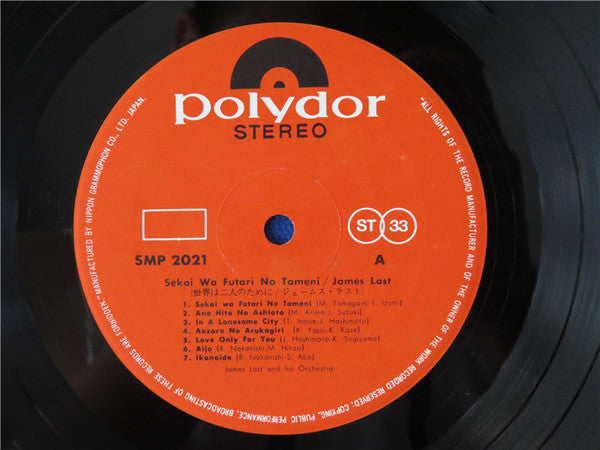 polydor
STEREO
SMP 2021
ST 33
A
Sekai Wa Futari No Tameni / James Last
(世界は二人のために/ジェームス・ラスト)
1. Sekai wa Futari No Tameni (M. Yamagami-T. Izumi)
2. Ano Hito No Ashioto (M. Arima-J. Suzuki)
3. In A Lonesome City (T. Inoue-J. Hashimoto)
4. Aozora No Arukagiri (K. Yasui-K. Kase)
5. Love Only For You (J. Hashimoto-K. Sugiyama)
6. Aijo (R. Nakanishi-M. Hirao)
7. Ikanaide (R. Nakanishi-S. Abe)
James Last and his Orchestra
"ALL RIGHTS OF THE RECORD MANUFACTURER AND OF THE OWNER OF THE WORK RECORDED RESERVED. COPYING, PUBLIC PERFORMANCE, BROADCASTING OF THESE RECORDS ARE FORBIDDEN" MANUFACTURED BY NIPPON GRAMMOPHON CO., LTD. JAPAN.